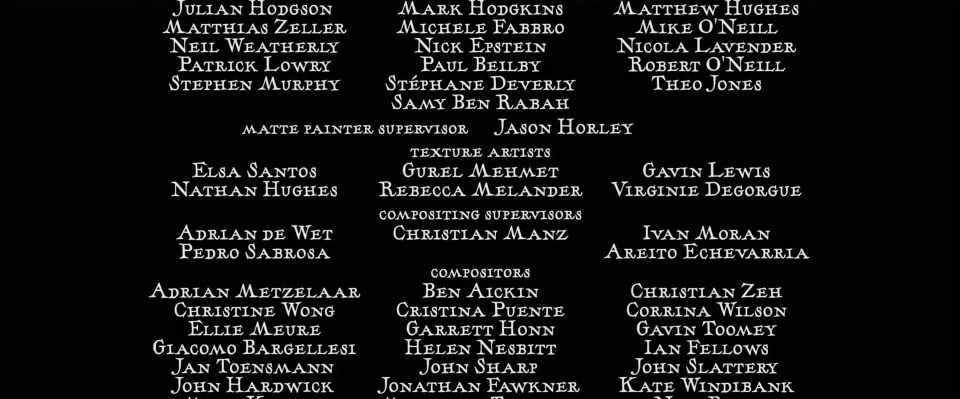 Julian Hodgson Mark Hodgkins Matthew Hughes
Matthias Zeller Michele Fabbro Mike O'Neill
Neil Weatherly Nick Epstein Nicola Lavender
Patrick Lowry Paul Beilby Robert O'Neill
Stephen Murphy Stéphane Deverly Theo Jones
Samy Ben Rabah
matte painter supervisor Jason Horley
texture artists
Elsa Santos Gurel Mehmet Gavin Lewis
Nathan Hughes Rebecca Melander Virginie Degorgue
compositing supervisors
Adrian de Wet Christian Manz Ivan Moran
Pedro Sabrosa Areito Echevarria
compositors
Adrian Metzelaar Ben Aickin Christian Zeh
Christine Wong Cristina Puente Corrina Wilson
Ellie Meure Garrett Honn Gavin Toomey
Giacomo Bargellesi Helen Nesbitt Ian Fellows
Jan Toensmann John Sharp John Slattery
John Hardwick Jonathan Fawkner Kate Windibank